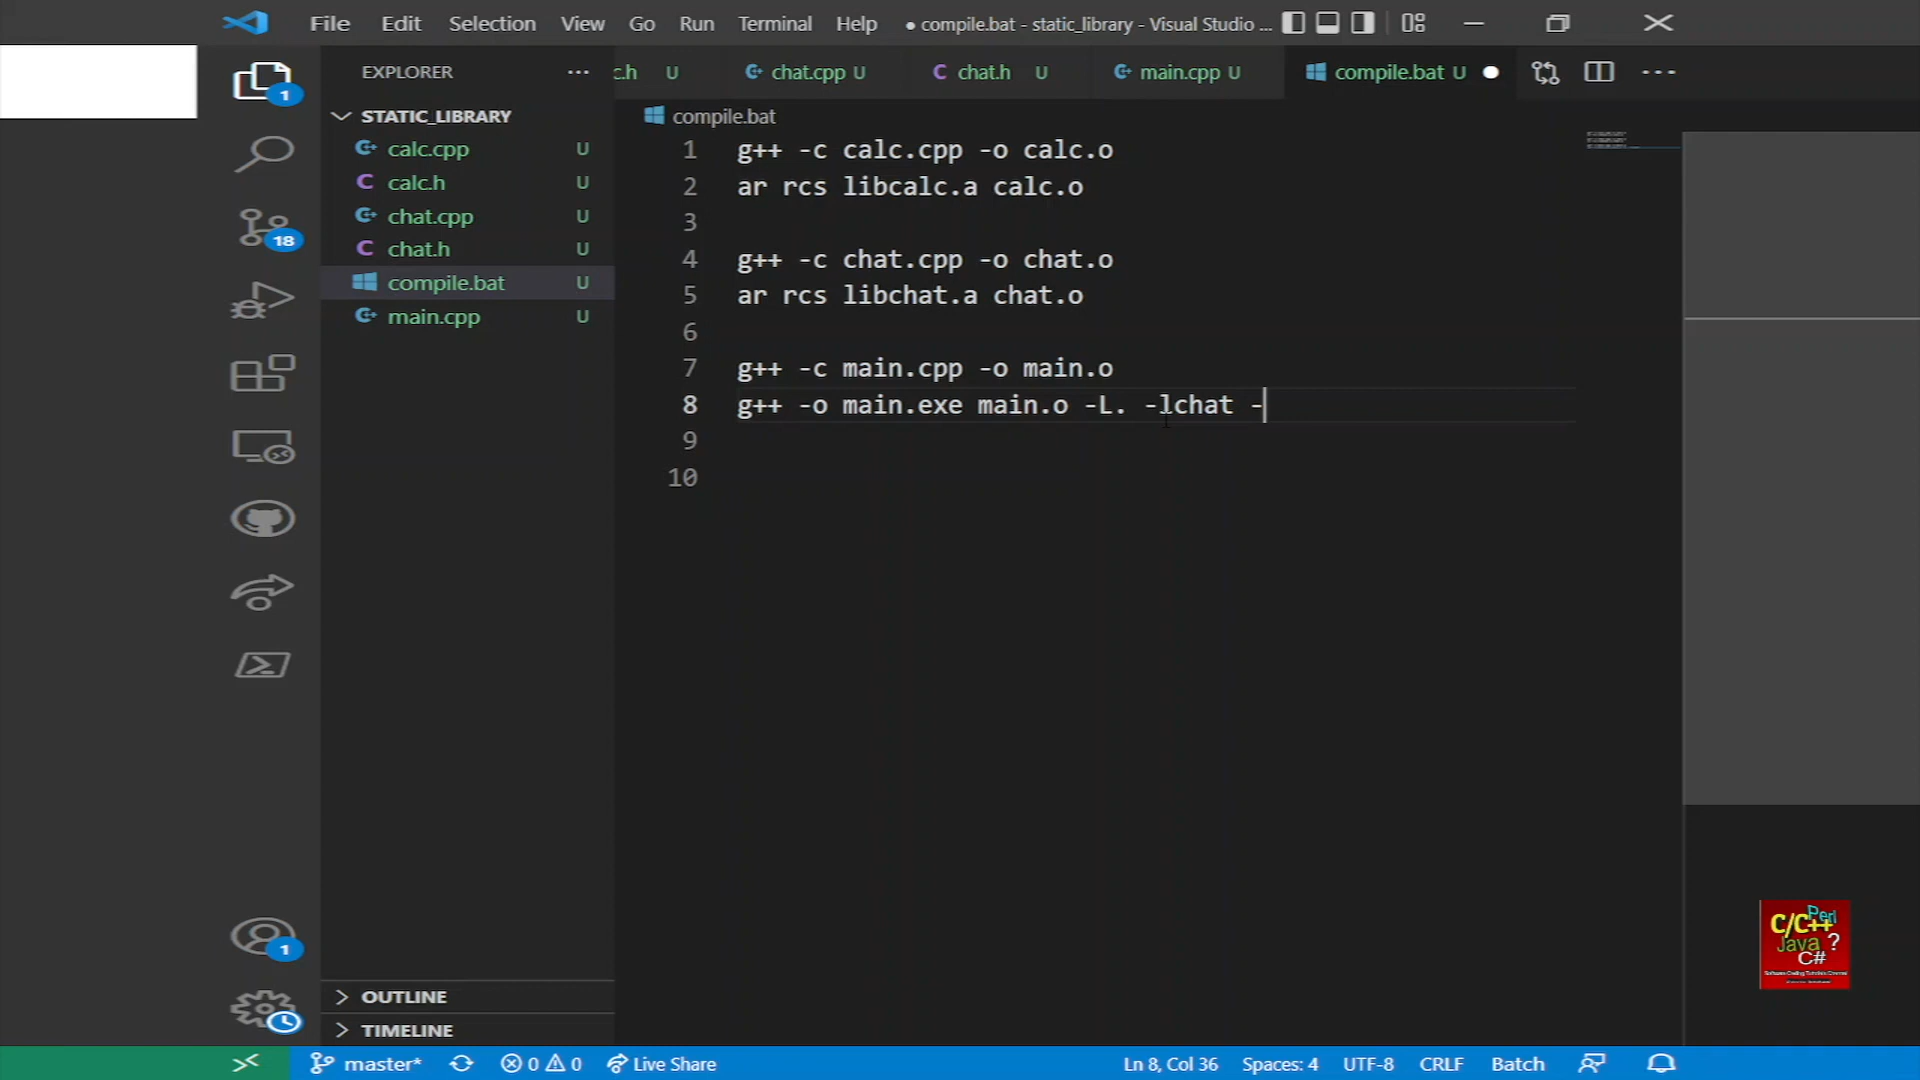 File Edit Selection View Go Run Terminal Help ● compile.bat - static_library - Visual Studio ...
EXPLORER ...
c.h U chat.cpp U chat.h U main.cpp U compile.bat U
STATIC_LIBRARY
calc.cpp U
calc.h U
chat.cpp U
chat.h U
compile.bat U
main.cpp U
OUTLINE
TIMELINE
1
18
1
compile.bat
1 g++ -c calc.cpp -o calc.o
2 ar rcs libcalc.a calc.o
3
4 g++ -c chat.cpp -o chat.o
5 ar rcs libchat.a chat.o
6
7 g++ -c main.cpp -o main.o
8 g++ -o main.exe main.o -L. -lchat -
9
10
C/C++ Perl
Java ?
C#
master* 0 0 Live Share Ln 8, Col 36 Spaces: 4 UTF-8 CRLF Batch